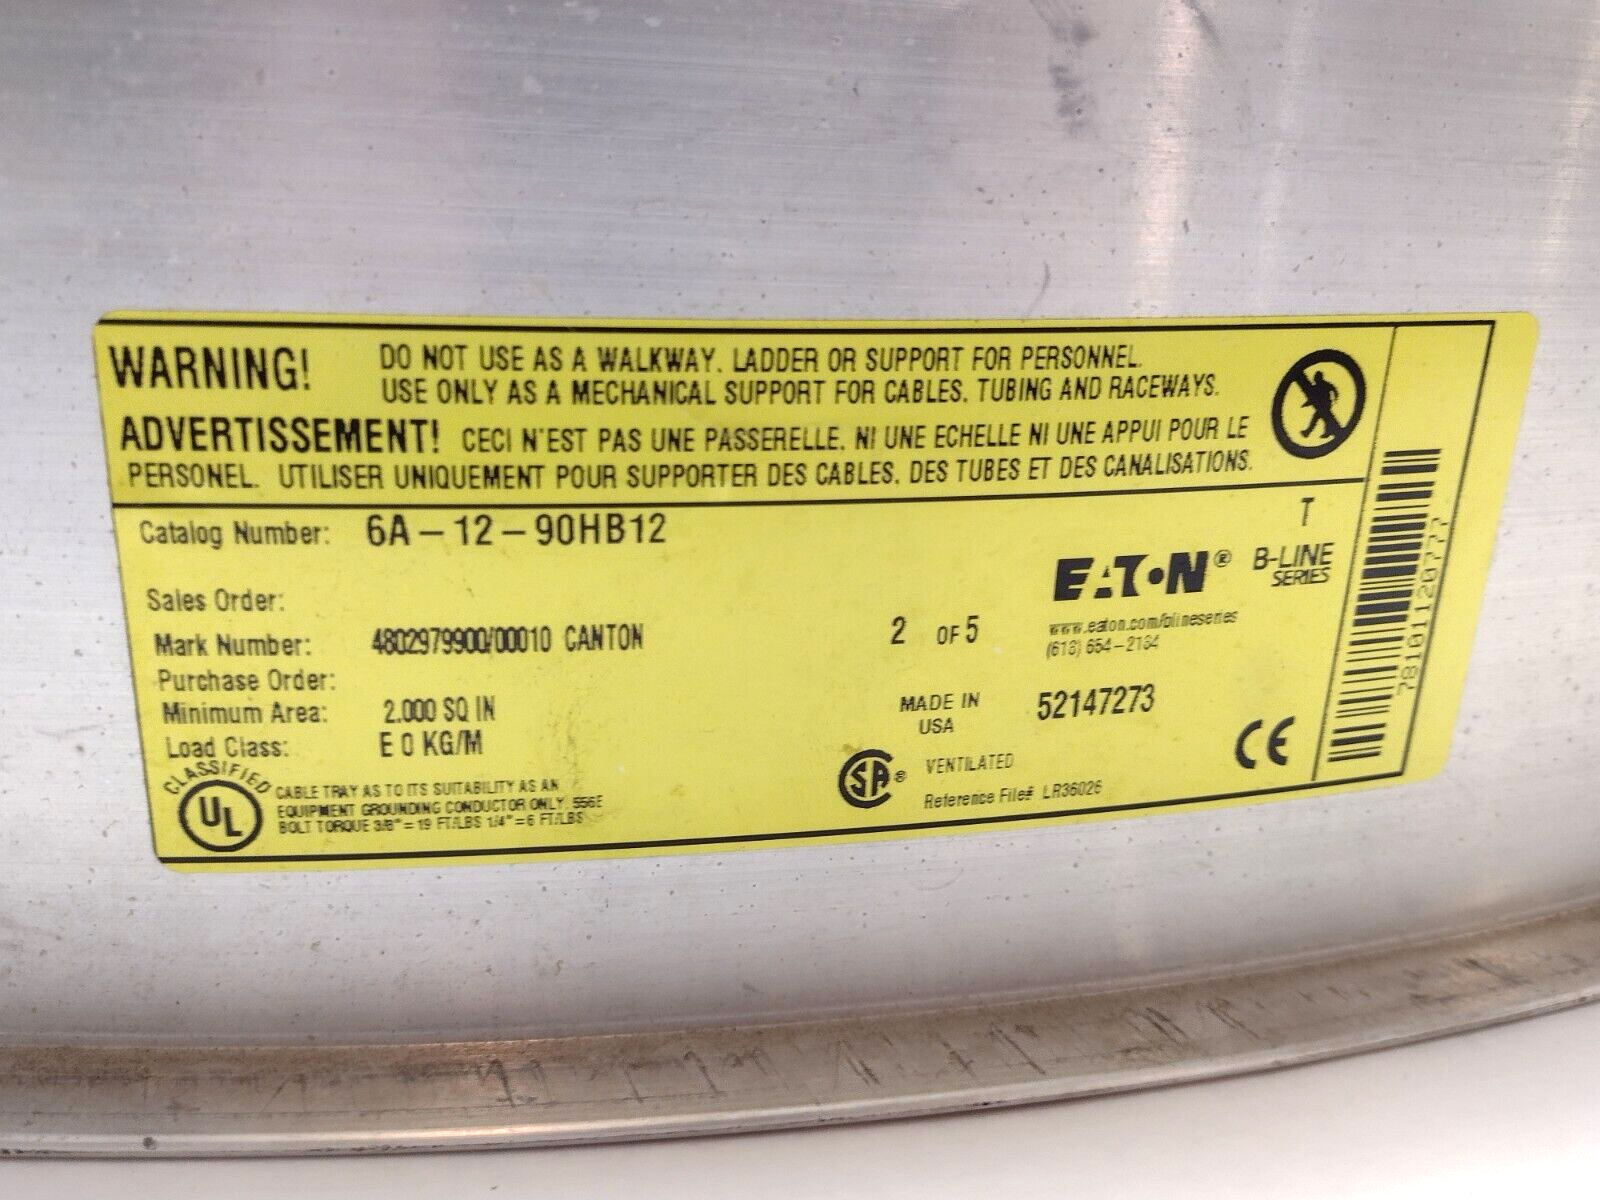 WARNING! DO NOT USE AS A WALKWAY, LADDER OR SUPPORT FOR PERSONNEL.
USE ONLY AS A MECHANICAL SUPPORT FOR CABLES, TUBING AND RACEWAYS.
ADVERTISSEMENT! CECI N'EST PAS UNE PASSERELLE, NI UNE ECHELLE NI UNE APPUI POUR LE
PERSONEL. UTILISER UNIQUEMENT POUR SUPPORTER DES CABLES, DES TUBES ET DES CANALISATIONS.
Catalog Number: 6A-12-90HB12
T
EATON® B-LINE
SERIES
www.eaton.com/blineseries
(618) 654-2184
Sales Order:
Mark Number: 4802979900/00010 CANTON
2 OF 5
Purchase Order:
Minimum Area: 2.000 SQ IN
MADE IN
USA
52147273
Load Class: E 0 KG/M
CLASSIFIED
UL
CABLE TRAY AS TO ITS SUITABILITY AS AN
EQUIPMENT GROUNDING CONDUCTOR ONLY. 556E
BOLT TORQUE 3/8"=19 FT/LBS 1/4"=6 FT/LBS
SA®
VENTILATED
Reference File# LR36026
CE
78101120777